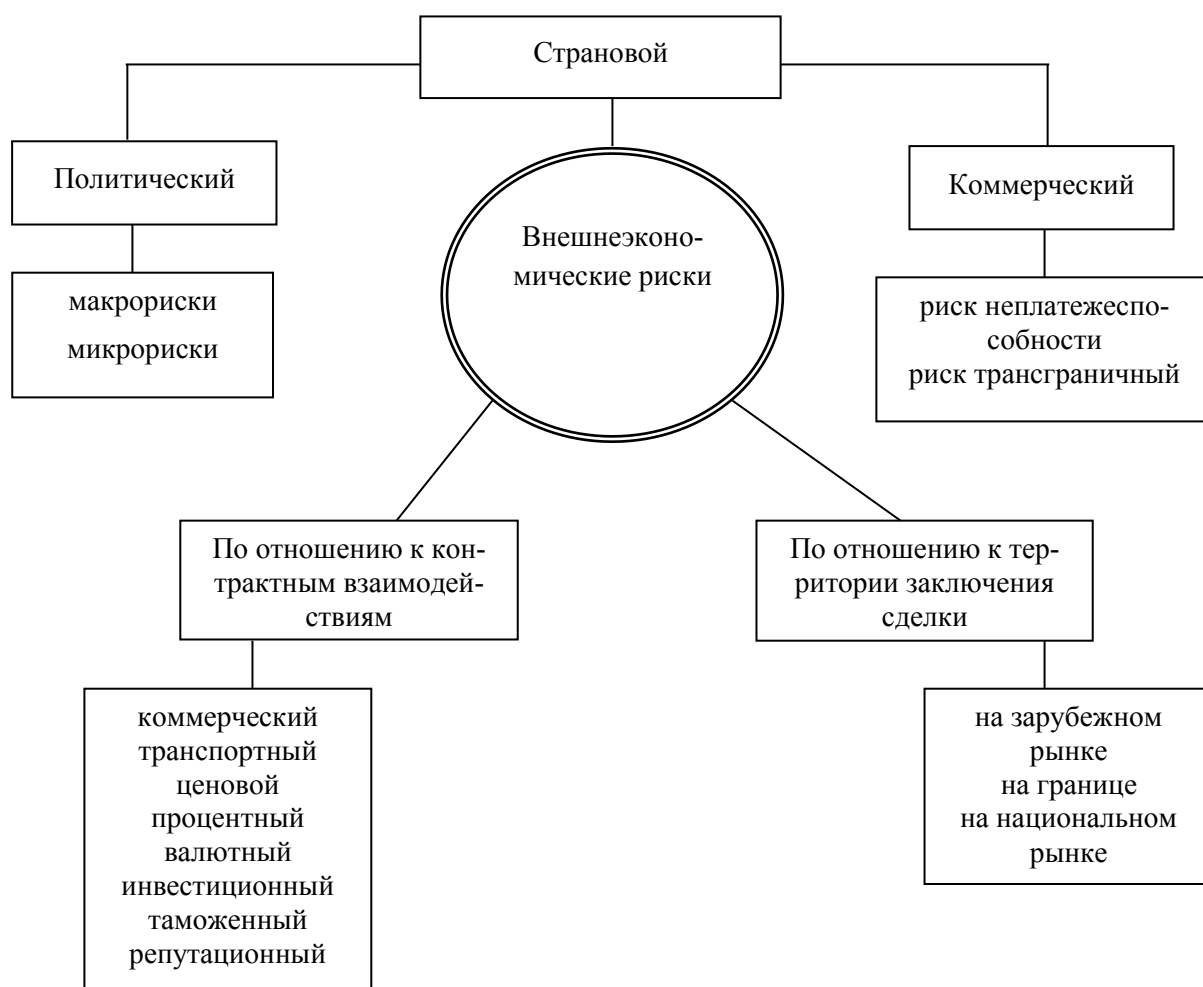 Страновой
Политический
Коммерческий
Внешнеэконо-
мические риски
макрориски
микрориски
риск неплатежеспо-
собности
риск трансграничный
По отношению к кон-
трактным взаимодей-
ствиям
По отношению к тер-
ритории заключения
сделки
коммерческий
транспортный
ценовой
процентный
валютный
инвестиционный
таможенный
репутационный
на зарубежном
рынке
на границе
на национальном
рынке